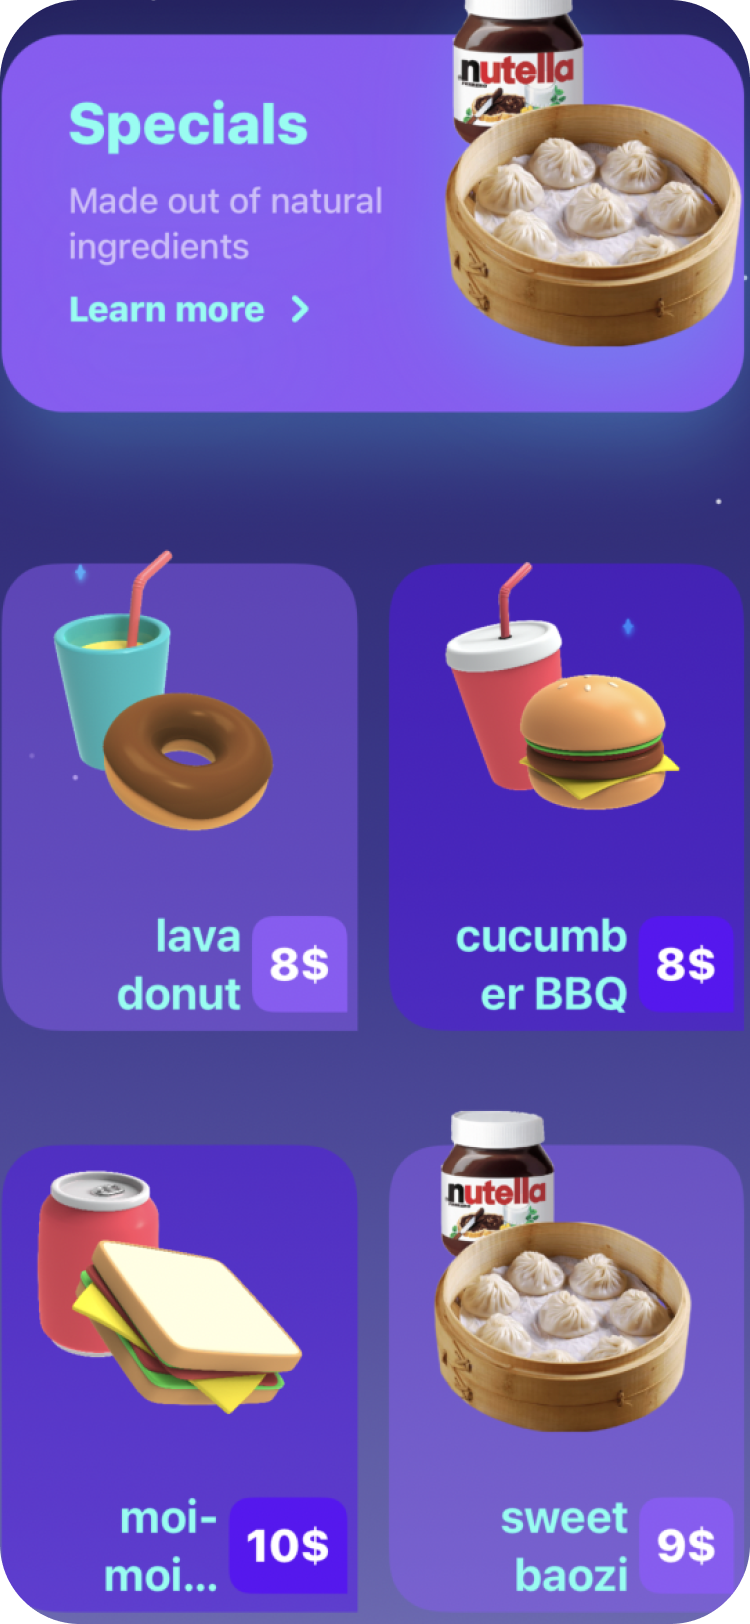 nutella
Specials
Made out of natural
ingredients
Learn more
lava
donut
8$
cucumb
er BBQ
8$
nutella
moi-
moi...
10$
sweet
baozi
9$